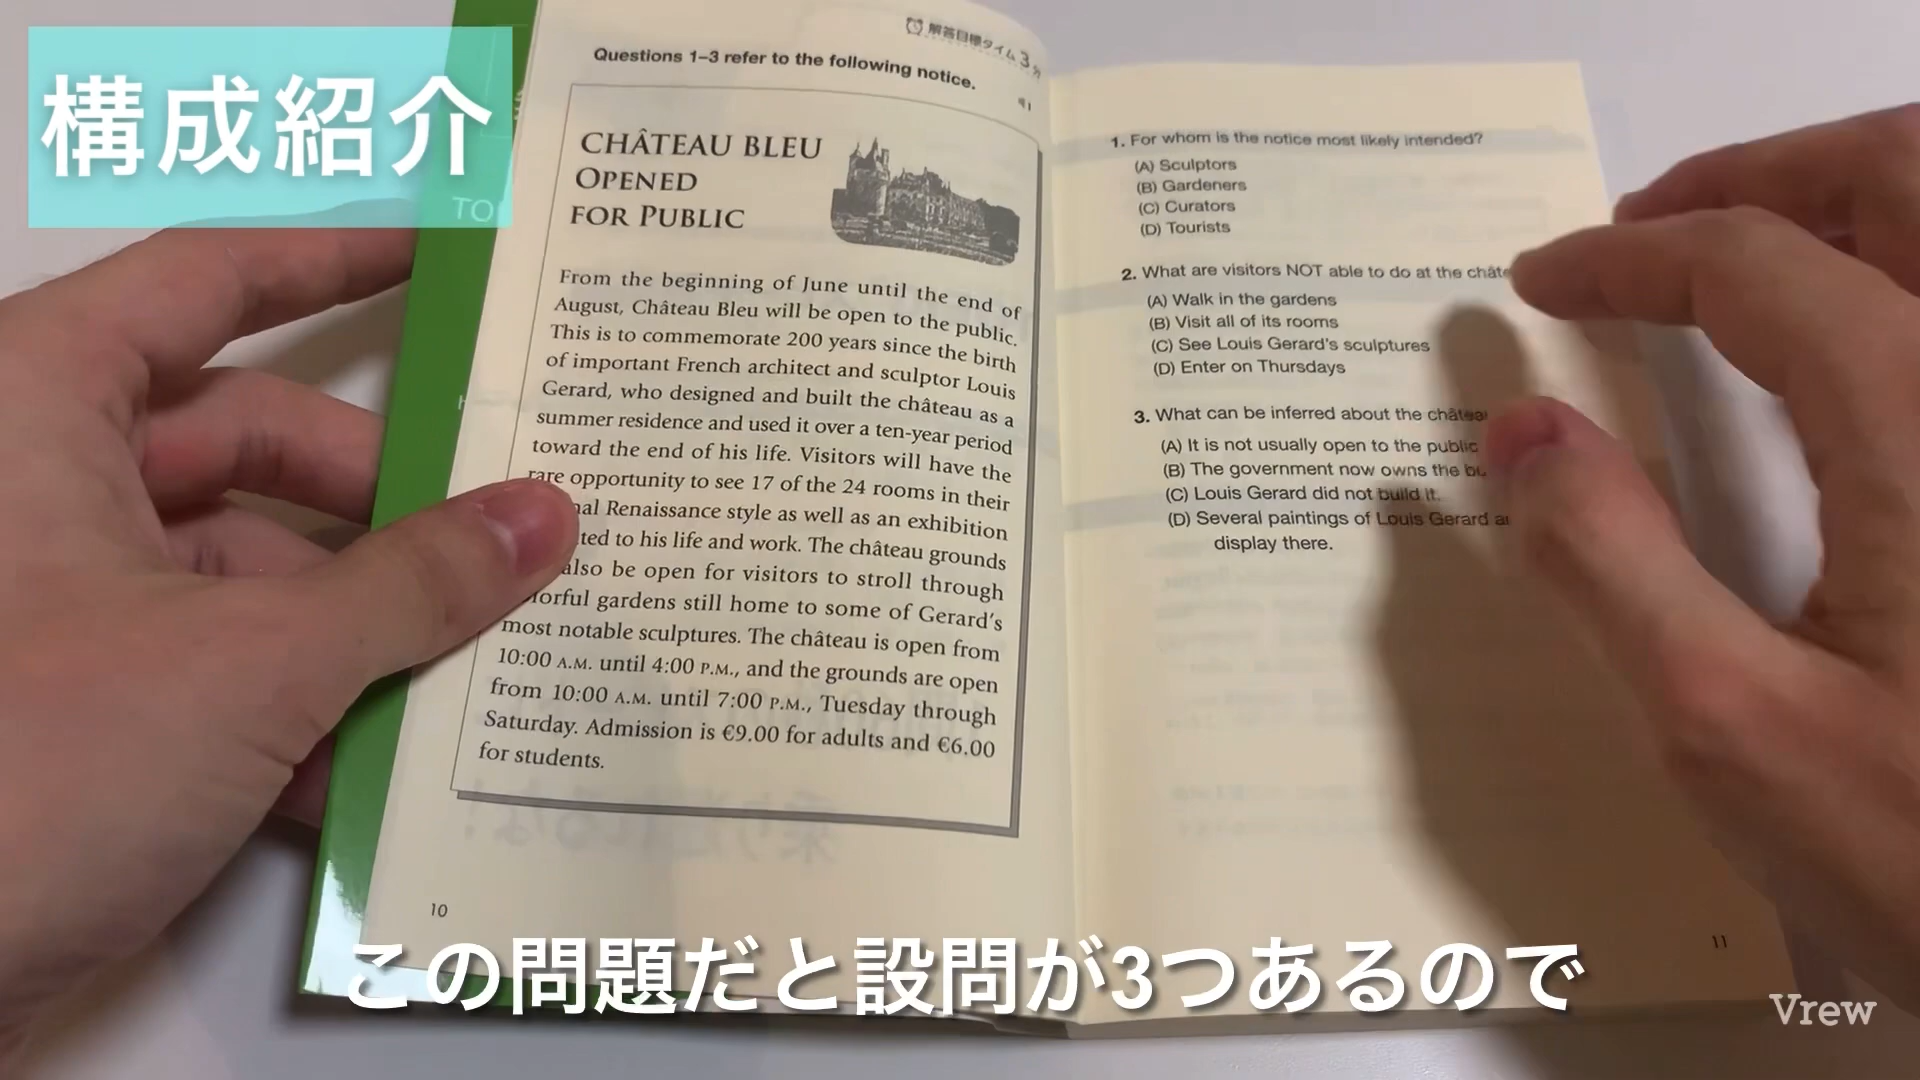 構成紹介
TO
解答目標タイム3分
Questions 1–3 refer to the following notice.
CHÂTEAU BLEU
OPENED
FOR PUBLIC
From the beginning of June until the end of
August, Château Bleu will be open to the public.
This is to commemorate 200 years since the birth
of important French architect and sculptor Louis
Gerard, who designed and built the château as a
summer residence and used it over a ten-year period
toward the end of his life. Visitors will have the
rare opportunity to see 17 of the 24 rooms in their
nal Renaissance style as well as an exhibition
ted to his life and work. The château grounds
also be open for visitors to stroll through
lorful gardens still home to some of Gerard's
most notable sculptures. The château is open from
10:00 A.M. until 4:00 P.M., and the grounds are open
from 10:00 A.M. until 7:00 P.M., Tuesday through
Saturday. Admission is €9.00 for adults and €6.00
for students.
10
1. For whom is the notice most likely intended?
(A) Sculptors
(B) Gardeners
(C) Curators
(D) Tourists
2. What are visitors NOT able to do at the châte
(A) Walk in the gardens
(B) Visit all of its rooms
(C) See Louis Gerard's sculptures
(D) Enter on Thursdays
3. What can be inferred about the château
(A) It is not usually open to the public
(B) The government now owns the bu
(C) Louis Gerard did not build it.
(D) Several paintings of Louis Gerard ar
display there.
11
この問題だと設問が3つあるので
Vrew